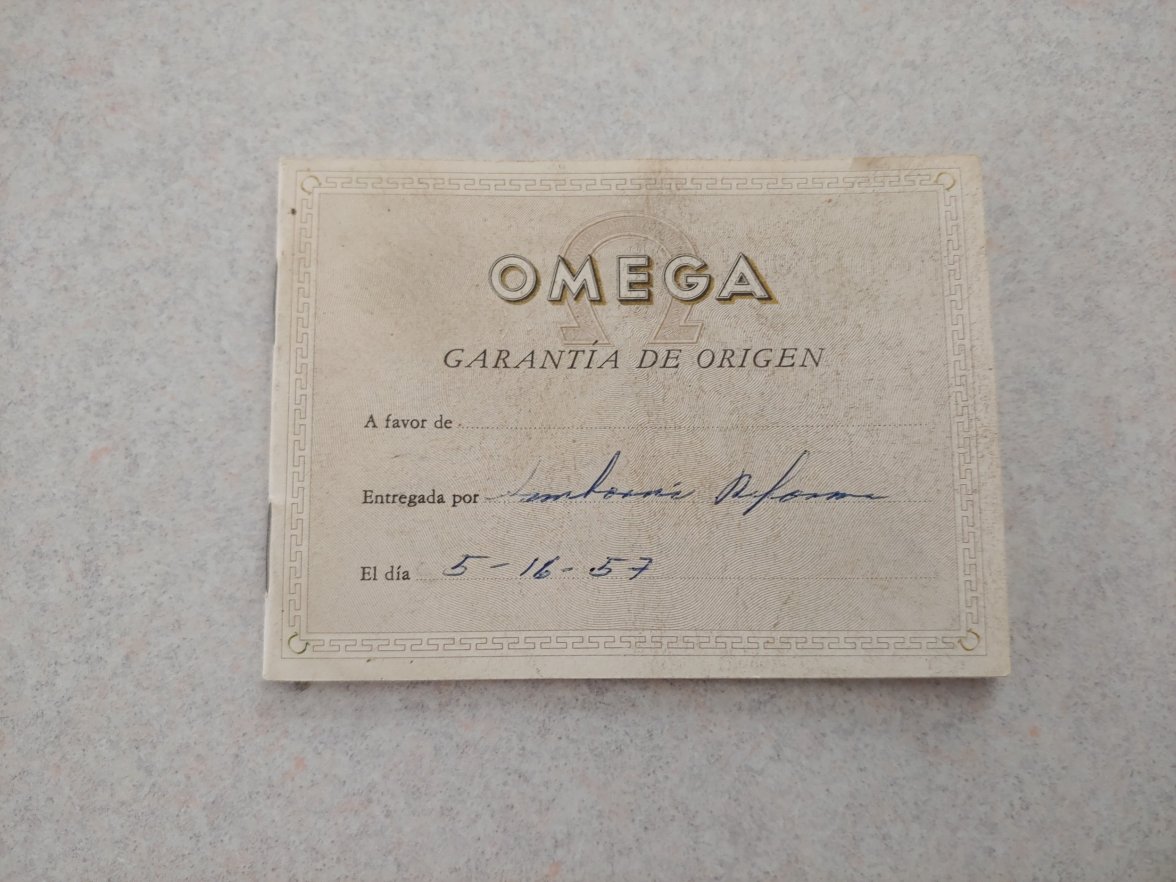 OMEGA
GARANTÍA DE ORIGEN
A favor de
Entregada por Sanborns Reforma
El día 5-16-57